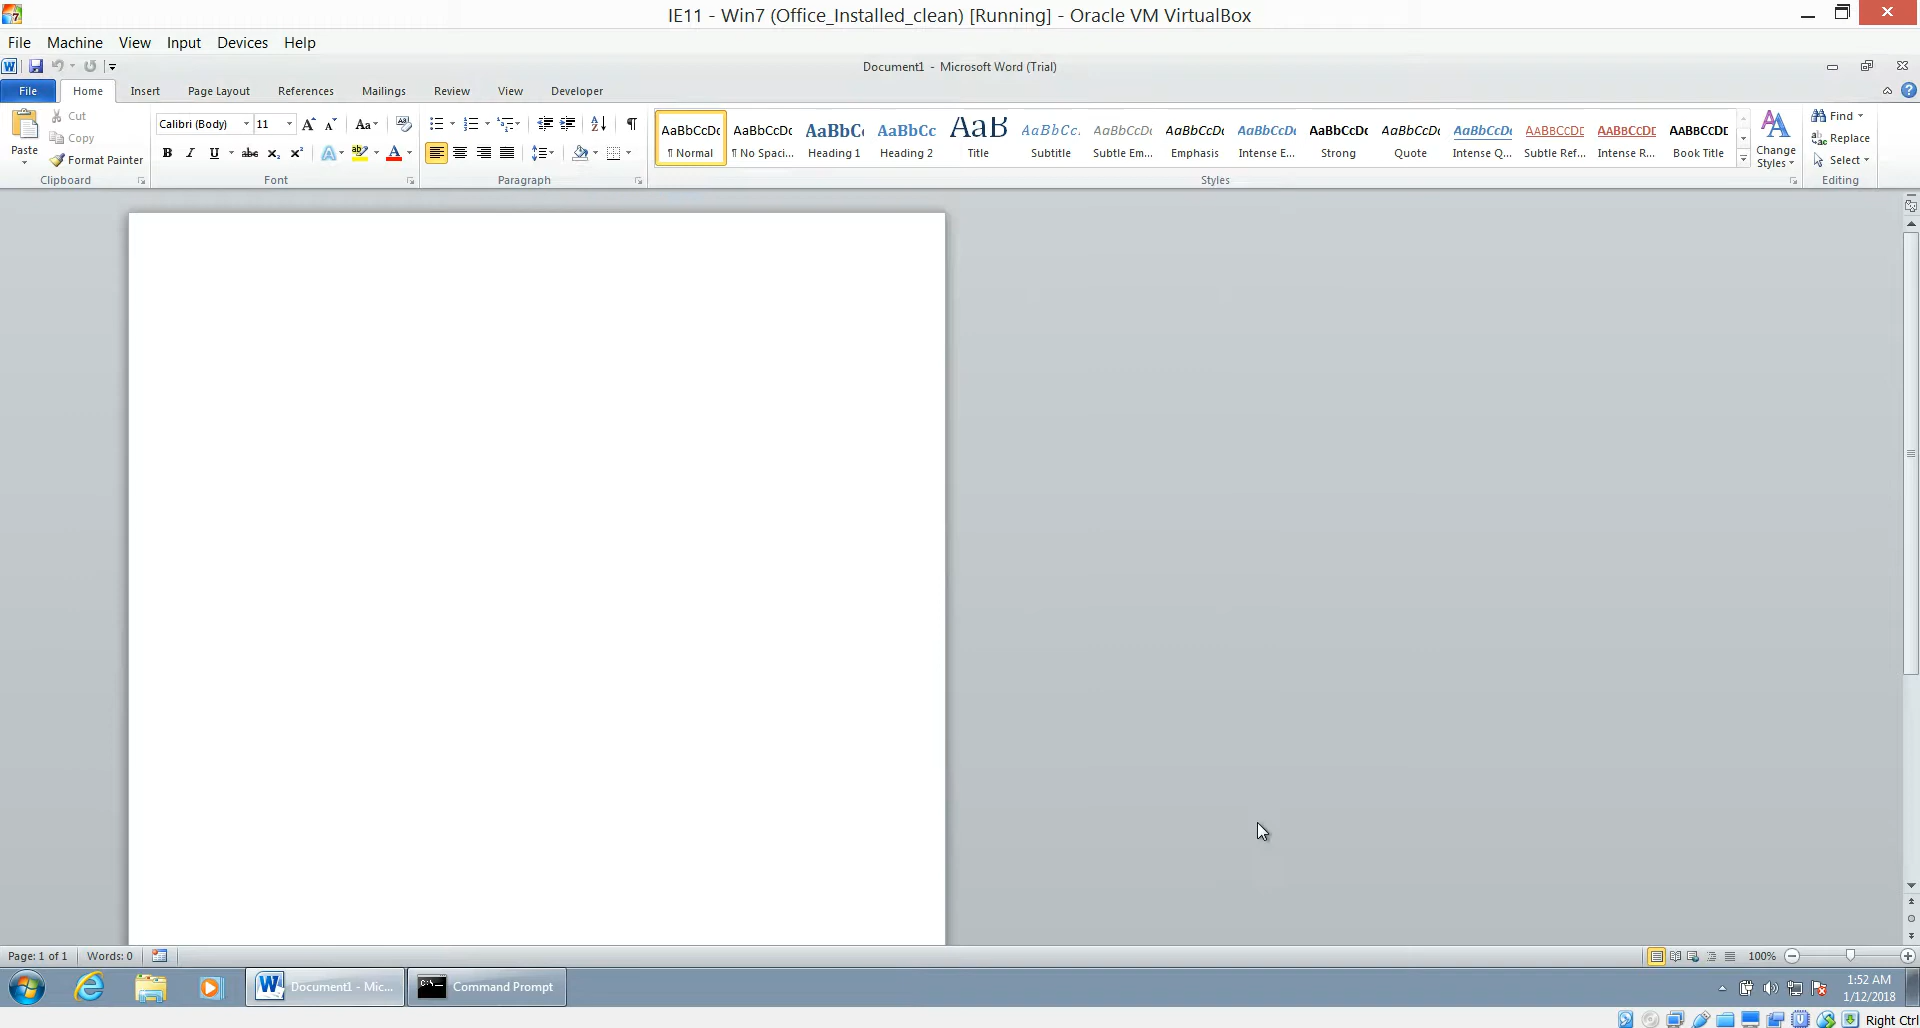 IE11 - Win7 (Office_Installed_clean) [Running] - Oracle VM VirtualBox
File Machine View Input Devices Help
Document1 - Microsoft Word (Trial)
File Home Insert Page Layout References Mailings Review View Developer
Paste
Cut
Copy
Format Painter
Clipboard
Calibri (Body) 11
Font
Paragraph
AaBbCcDc AaBbCcDc AaBbC AaBbCc AaB AaBbCc. AaBbCcDc AaBbCcDc AaBbCcDc AaBbCcDc AaBbCcDc AaBbCcDc AABBCCDE AABBCCDE AABBCCDE
¶ Normal ¶ No Spaci... Heading 1 Heading 2 Title Subtitle Subtle Em... Emphasis Intense E... Strong Quote Intense Q... Subtle Ref... Intense R... Book Title
Styles
Change
Styles
Find
Replace
Select
Editing
Page: 1 of 1 Words: 0
100%
Document1 - Mic... Command Prompt
1:52 AM
1/12/2018
Right Ctrl